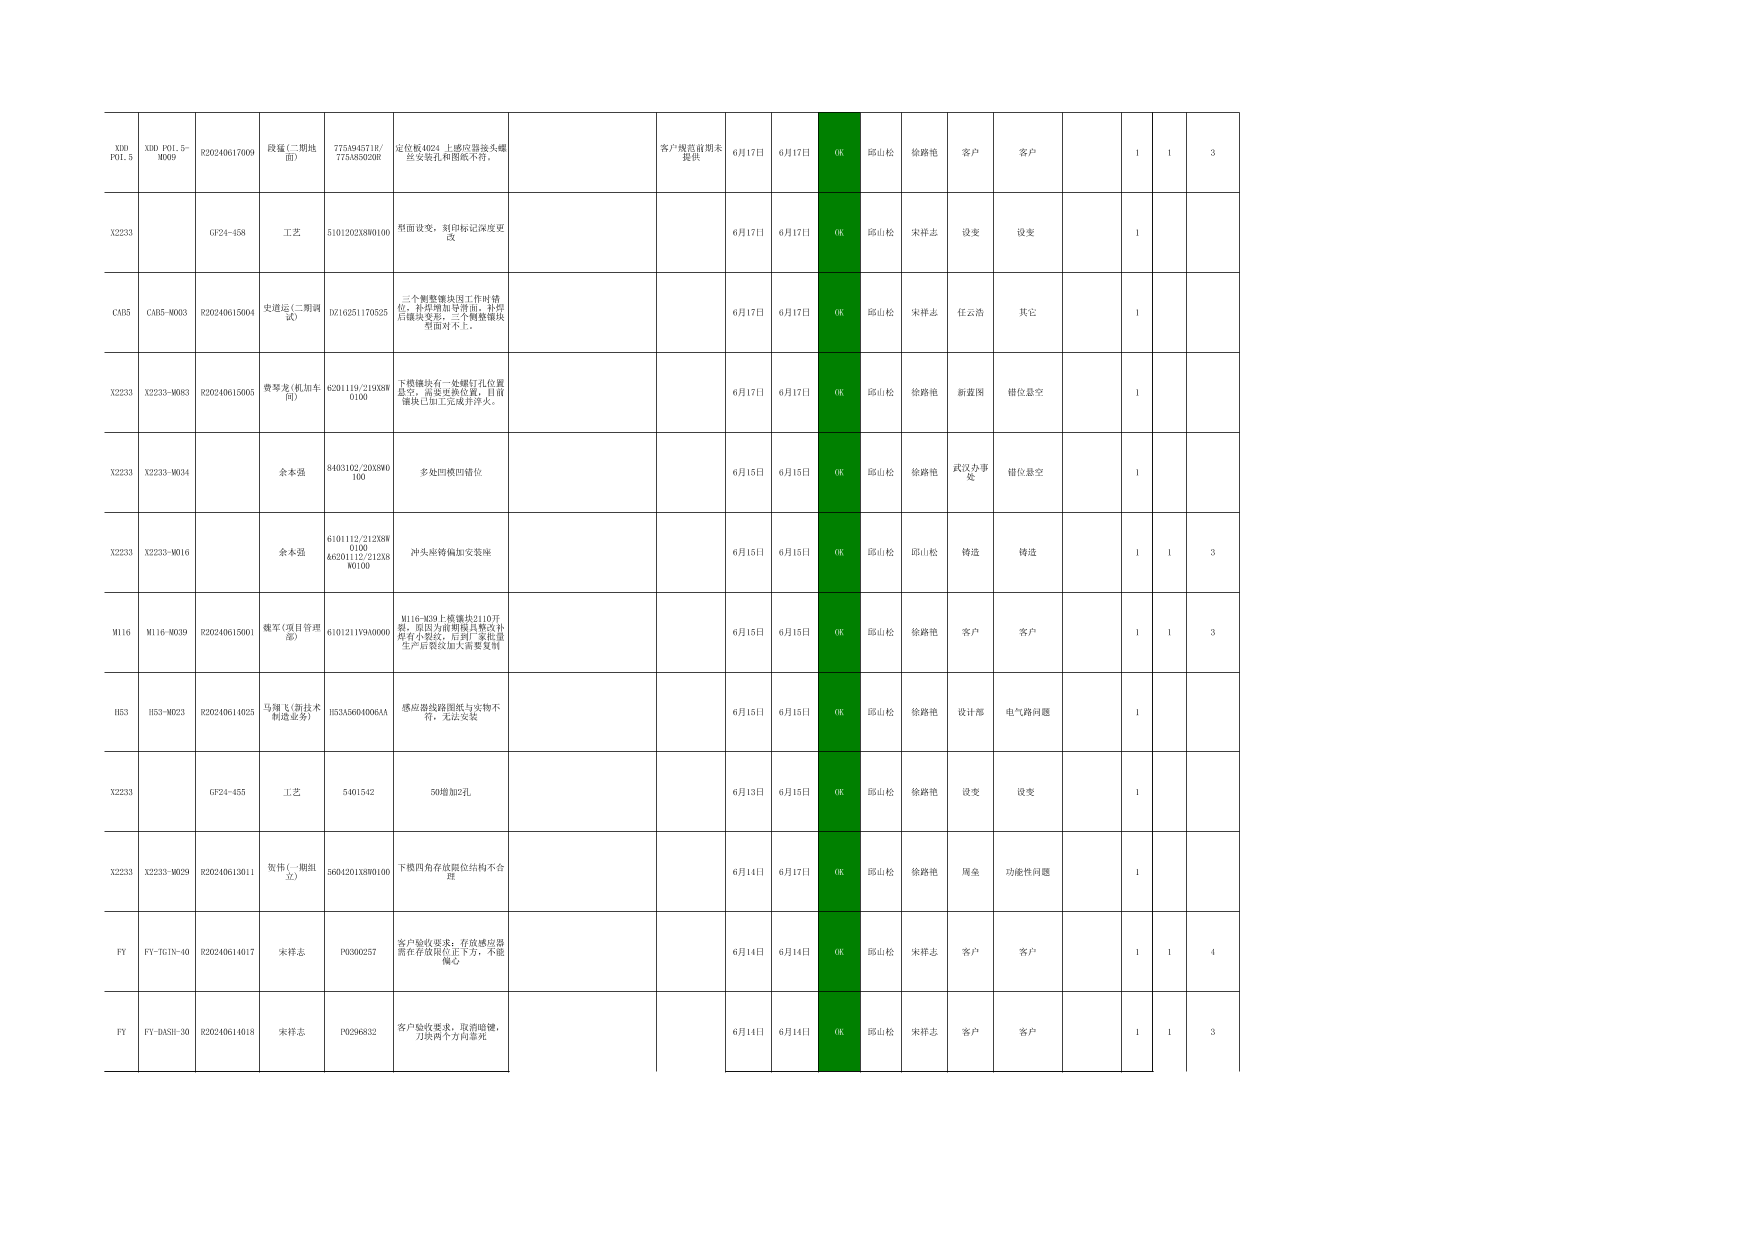 XDD P01.5 XDD P01.5-M009 R20240617009 段猛(二期地面) 775A94571R/775A85020R 定位板4024 上感应器接头螺丝安装孔和图纸不符。 客户规范前期未提供 6月17日 6月17日 OK 邱山松 徐路艳 客户 客户 1 1 3
X2233 GF24-458 工艺 5101202X8W0100 型面设变，刻印标记深度更改 6月17日 6月17日 OK 邱山松 宋祥志 设变 设变 1
CAB5 CAB5-M003 R20240615004 史道运(二期调试) DZ16251170525 三个侧整镶块因工作时错位，补焊增加导滑面，补焊后镶块变形，三个侧整镶块型面对不上。 6月17日 6月17日 OK 邱山松 宋祥志 任云浩 其它 1
X2233 X2233-M083 R20240615005 费琴龙(机加车间) 6201119/219X8W0100 下模镶块有一处螺钉孔位置悬空，需要更换位置，目前镶块已加工完成并淬火。 6月17日 6月17日 OK 邱山松 徐路艳 新蓝图 错位悬空 1
X2233 X2233-M034 余本强 8403102/20X8W0100 多处凹模凹错位 6月15日 6月15日 OK 邱山松 徐路艳 武汉办事处 错位悬空 1
X2233 X2233-M016 余本强 6101112/212X8W0100&6201112/212X8W0100 冲头座铸偏加安装座 6月15日 6月15日 OK 邱山松 邱山松 铸造 铸造 1 1 3
M116 M116-M039 R20240615001 魏军(项目管理部) 6101211V9A0000 M116-M39上模镶块2110开裂，原因为前期模具整改补焊有小裂纹，后到厂家批量生产后裂纹加大需要复制 6月15日 6月15日 OK 邱山松 徐路艳 客户 客户 1 1 3
H53 H53-M023 R20240614025 马翔飞(新技术制造业务) H53A5604006AA 感应器线路图纸与实物不符，无法安装 6月15日 6月15日 OK 邱山松 徐路艳 设计部 电气路问题 1
X2233 GF24-455 工艺 5401542 50增加2孔 6月13日 6月15日 OK 邱山松 徐路艳 设变 设变 1
X2233 X2233-M029 R20240613011 贺伟(一期组立) 5604201X8W0100 下模四角存放限位结构不合理 6月14日 6月17日 OK 邱山松 徐路艳 周垒 功能性问题 1
FY FY-TGIN-40 R20240614017 宋祥志 P0300257 客户验收要求：存放感应器需在存放限位正下方，不能偏心 6月14日 6月14日 OK 邱山松 宋祥志 客户 客户 1 1 4
FY FY-DASH-30 R20240614018 宋祥志 P0296832 客户验收要求，取消暗键，刀块两个方向靠死 6月14日 6月14日 OK 邱山松 宋祥志 客户 客户 1 1 3